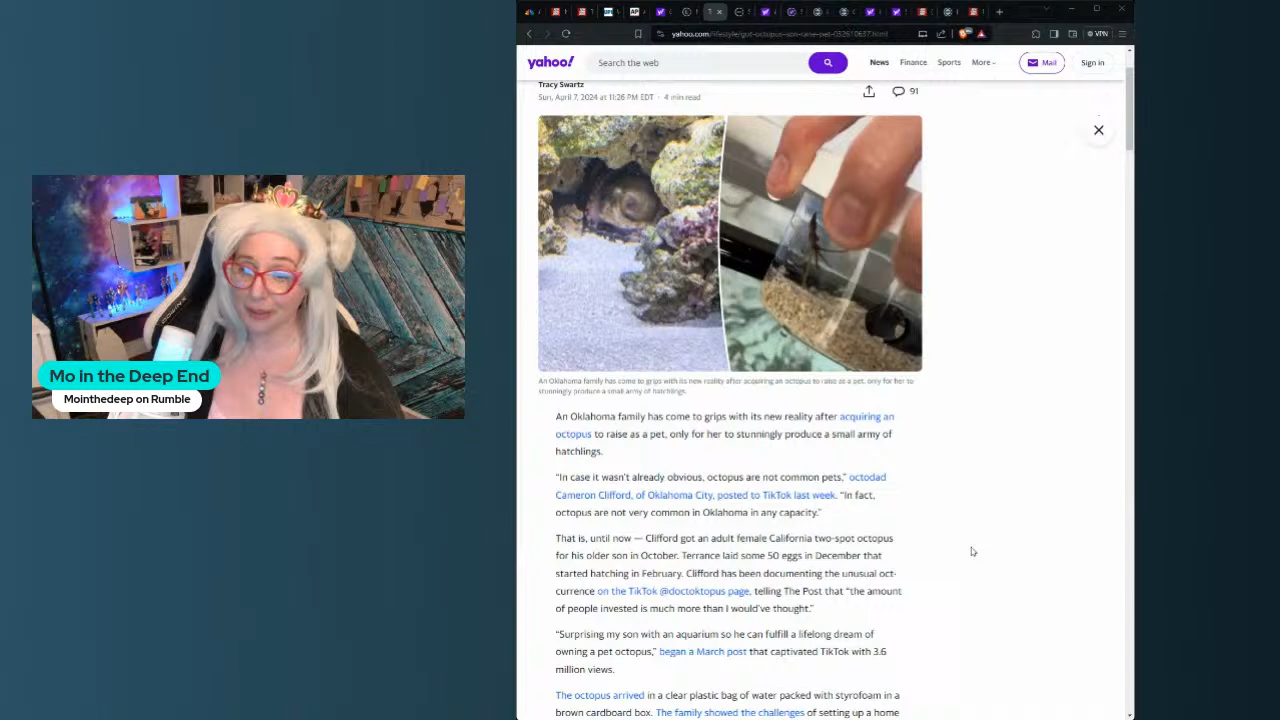 yahoo.com/lifestyle/got-octopus-son-rare-pet-032610637.html
VPN
yahoo!
Search the web
News
Finance
Sports
More
Mail
Sign in
Tracy Swartz
Sun, April 7, 2024 at 11:26 PM EDT · 4 min read
91
An Oklahoma family has come to grips with its new reality after acquiring an octopus to raise as a pet, only for her to
stunningly produce a small army of hatchlings.
An Oklahoma family has come to grips with its new reality after acquiring an
octopus to raise as a pet, only for her to stunningly produce a small army of
hatchlings.
“In case it wasn’t already obvious, octopus are not common pets,” octodad
Cameron Clifford, of Oklahoma City, posted to TikTok last week. “In fact,
octopus are not very common in Oklahoma in any capacity.”
That is, until now — Clifford got an adult female California two-spot octopus
for his older son in October. Terrance laid some 50 eggs in December that
started hatching in February. Clifford has been documenting the unusual oct-
currence on the TikTok @doctoktopus page, telling The Post that “the amount
of people invested is much more than I would’ve thought.”
“Surprising my son with an aquarium so he can fulfill a lifelong dream of
owning a pet octopus,” began a March post that captivated TikTok with 3.6
million views.
The octopus arrived in a clear plastic bag of water packed with styrofoam in a
brown cardboard box. The family showed the challenges of setting up a home
Mo in the Deep End
Mointhedeep on Rumble